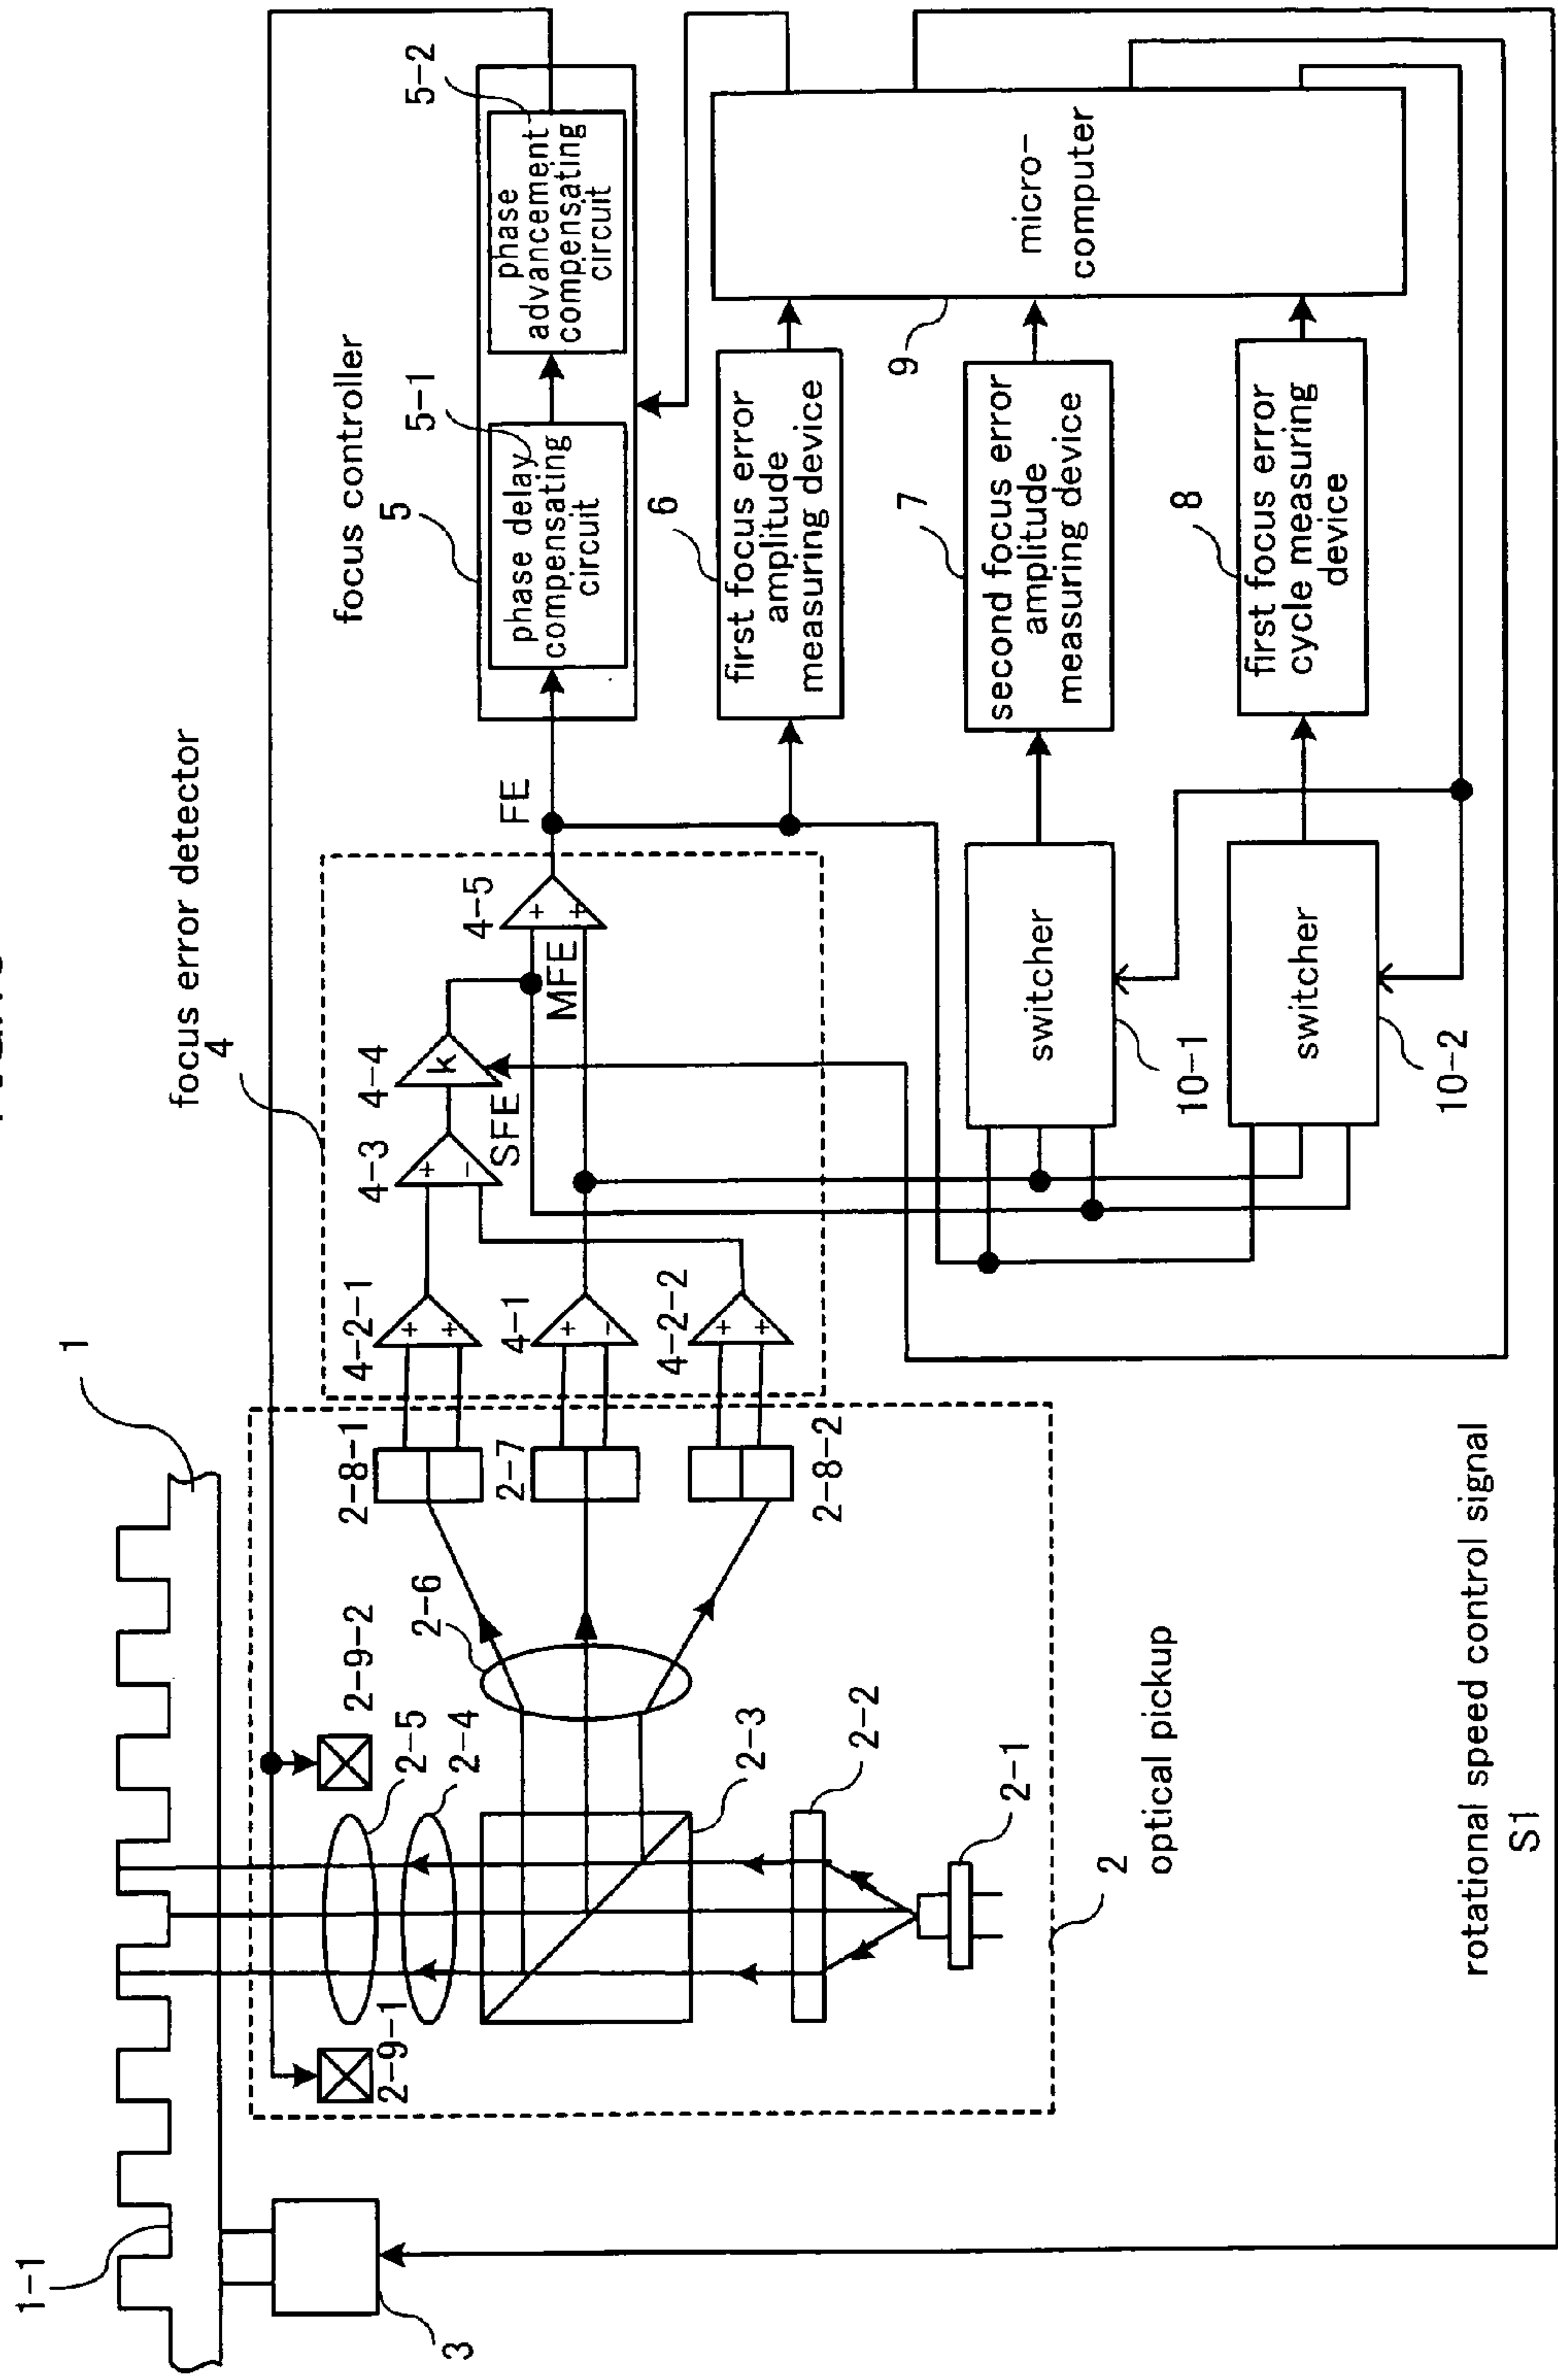 1-1
1
3
2-9-1
2-9-2
2-5
2-4
2-6
2-3
2-2
2-1
2
optical pickup
2-8-1
2-7
2-8-2
focus error detector
4
4-2-1
4-1
4-2-2
4-3
4-4
4-5
+
+
+
-
+
+
+
-
k
+
+
SFE
MFE
FE
focus controller
5
5-1
5-2
phase delay
compensating
circuit
phase
advancement
compensating
circuit
6
first focus error
amplitude
measuring device
7
second focus error
amplitude
measuring device
8
first focus error
cycle measuring
device
9
micro-
computer
switcher
10-1
switcher
10-2
rotational speed control signal
S1